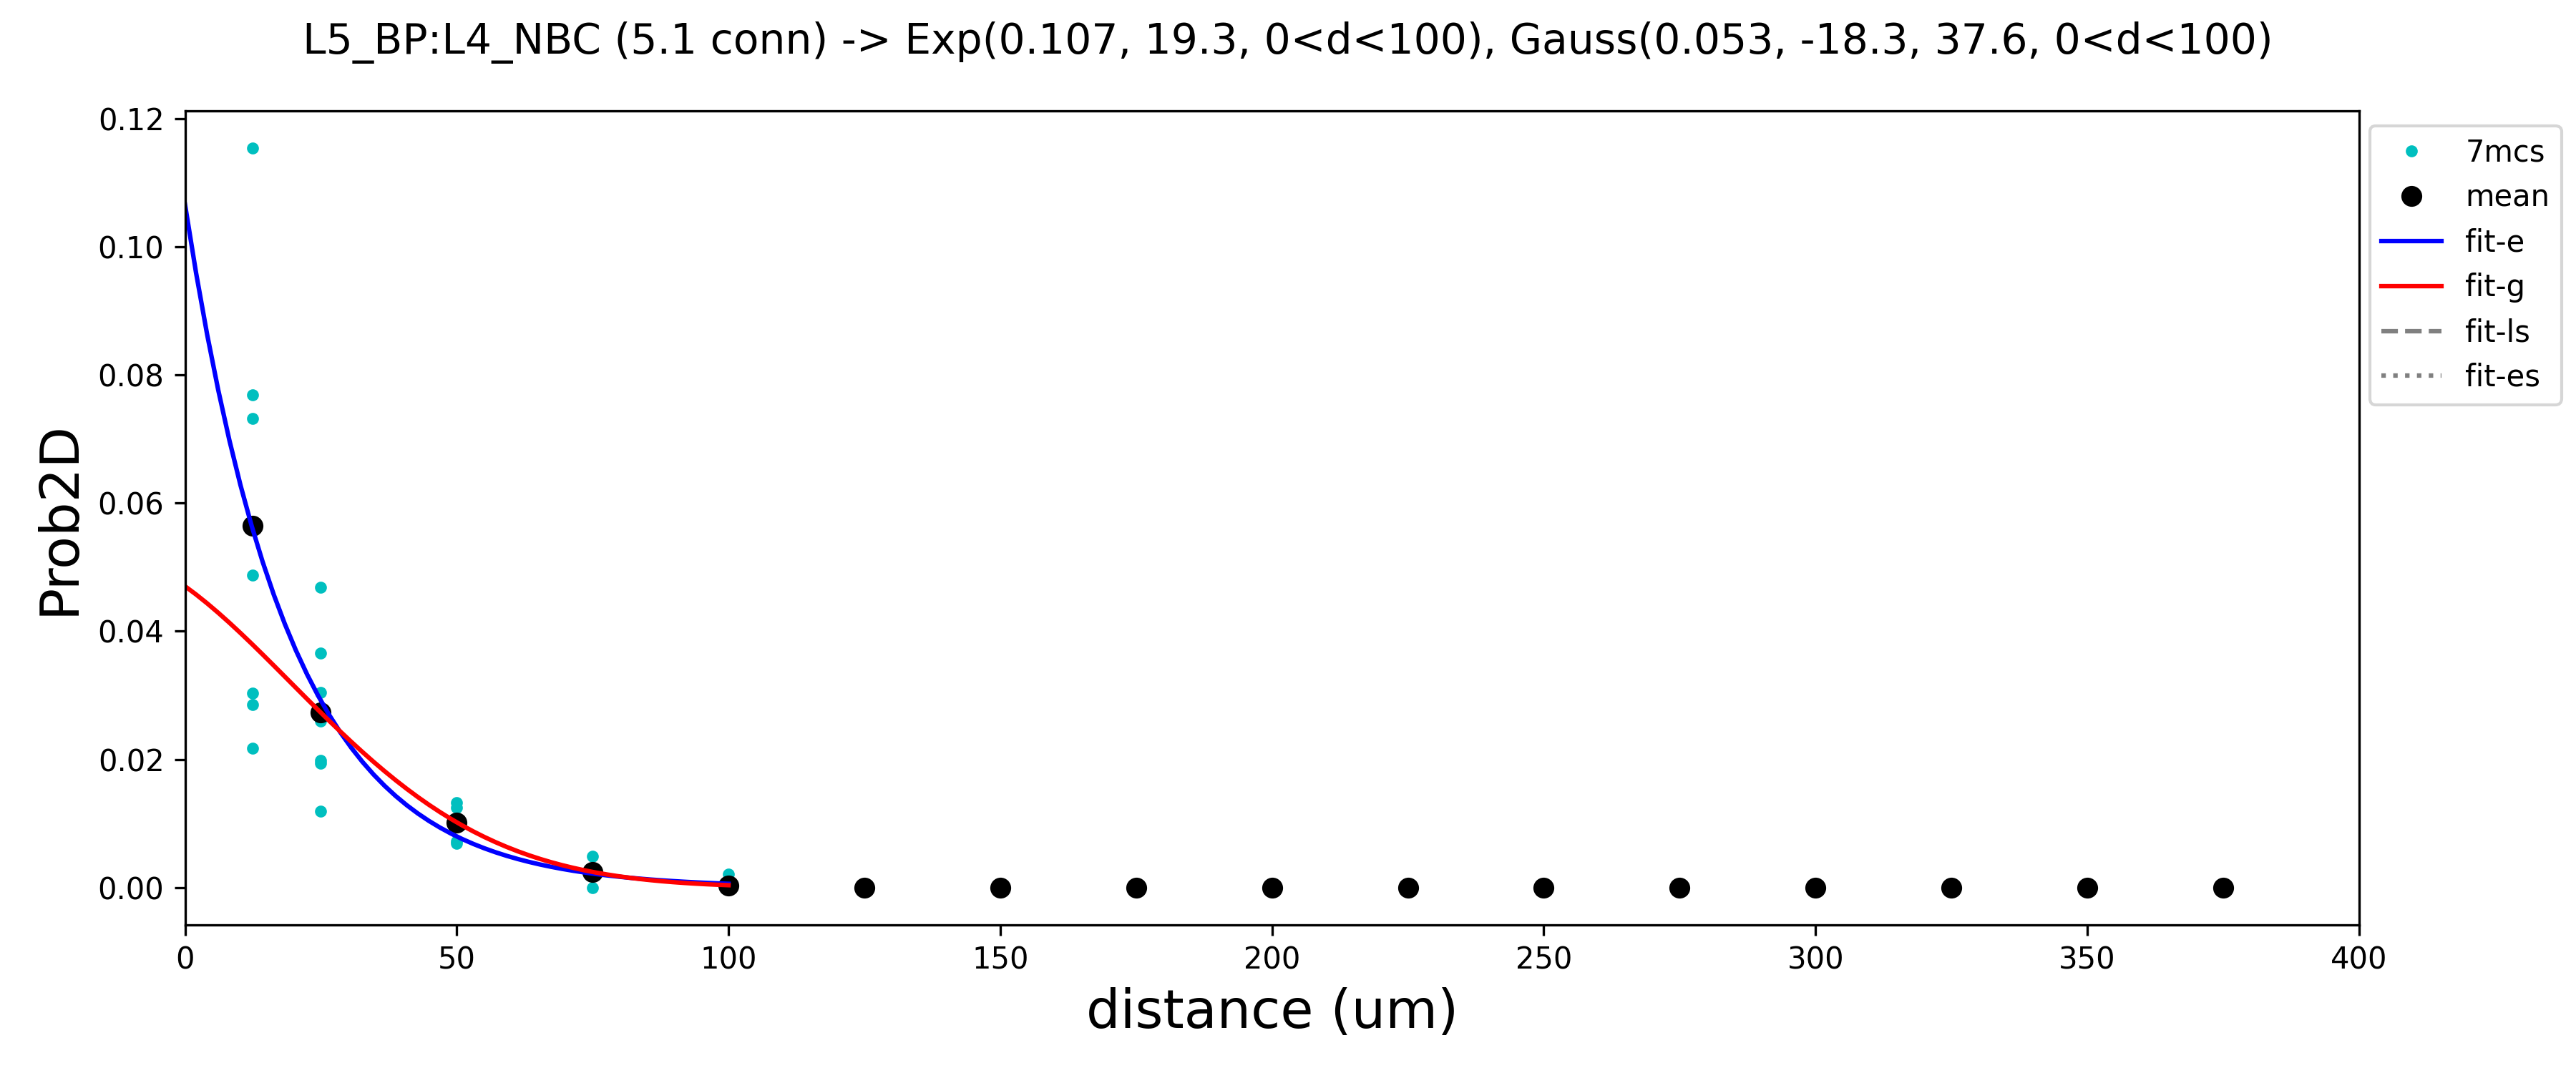 L5_BP:L4_NBC (5.1 conn) -> Exp(0.107, 19.3, 0<d<100), Gauss(0.053, -18.3, 37.6, 0<d<100)
0.12
0.10
0.08
0.06
0.04
0.02
0.00
Prob2D
0 50 100 150 200 250 300 350 400
distance (um)
7mcs
mean
fit-e
fit-g
fit-ls
fit-es